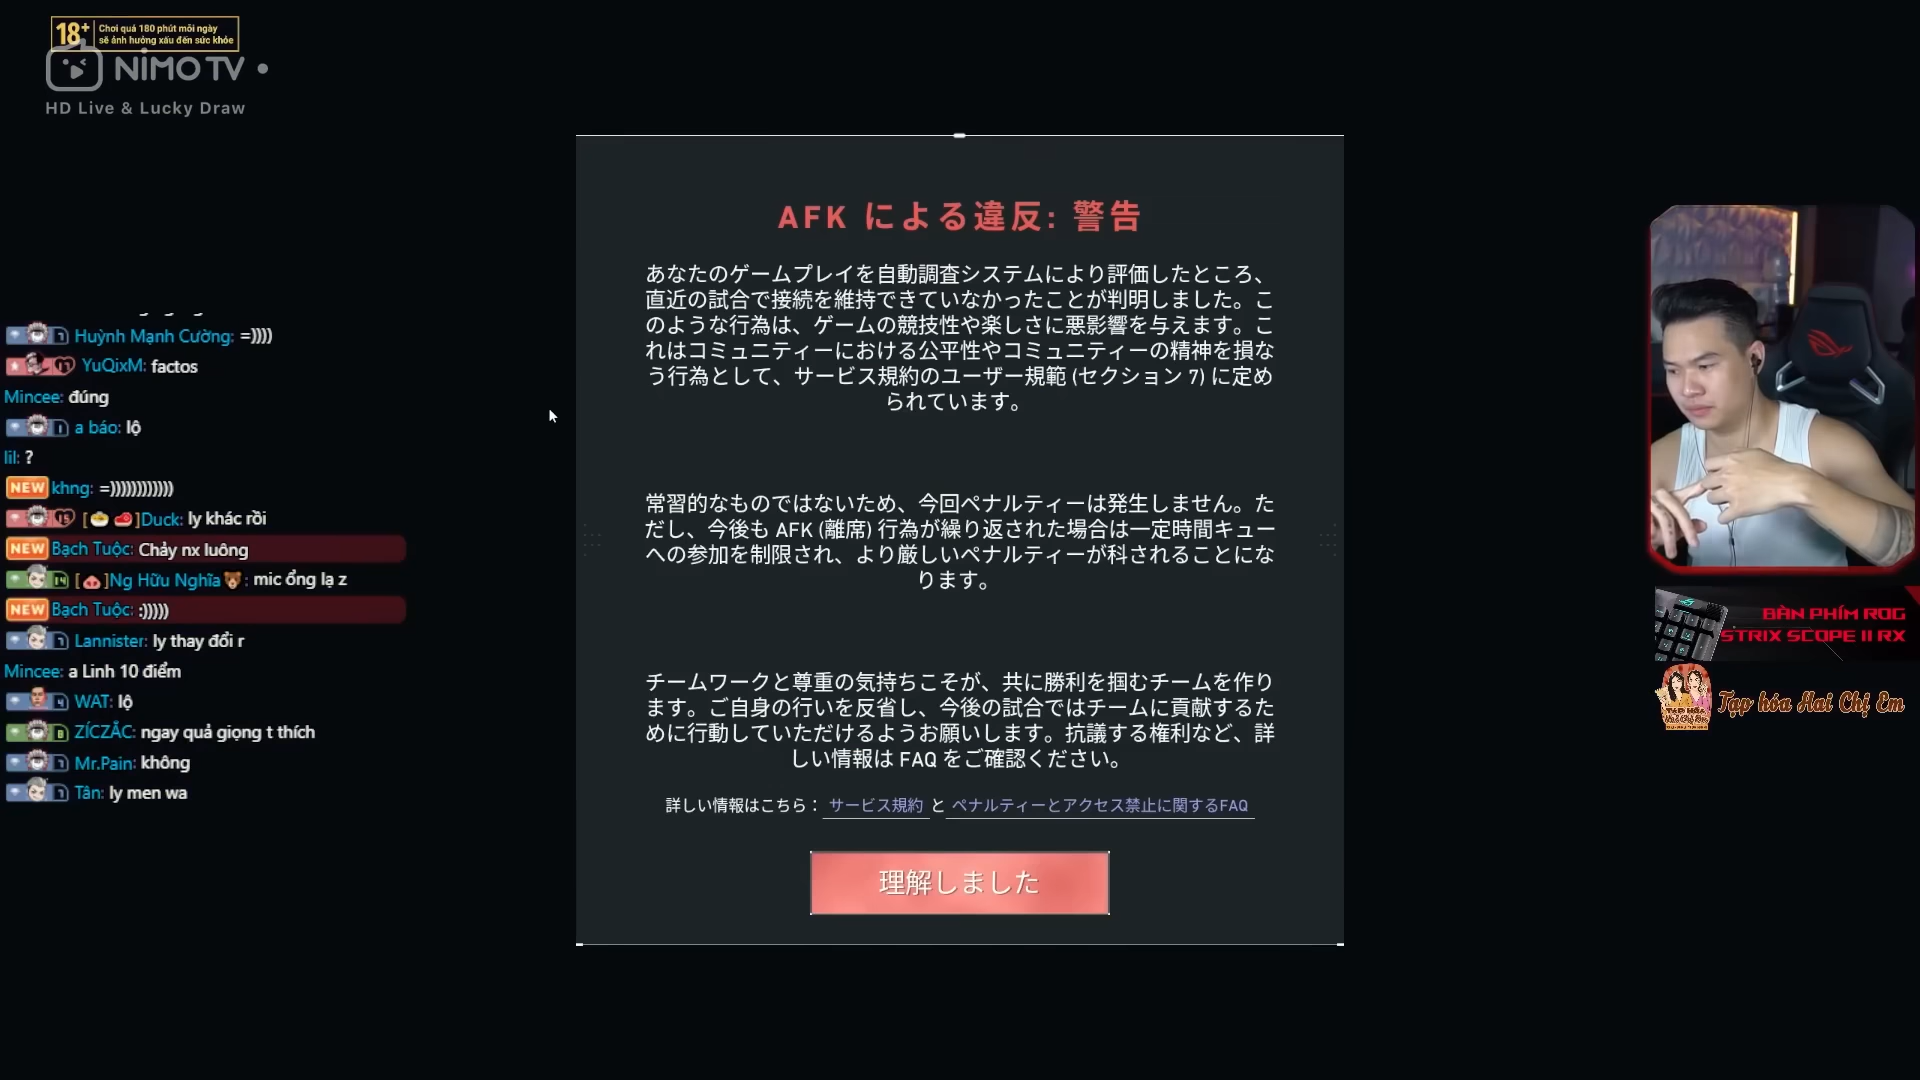 18+ Chơi quá 180 phút mỗi ngày
sẽ ảnh hưởng xấu đến sức khỏe
NIMO TV
HD Live & Lucky Draw
Huỳnh Mạnh Cường: =))))
YuQixM: factos
Mincee: đúng
a báo: lộ
lil: ?
NEW khng: =))))))))))))
[🍲🥩]Duck: ly khác rồi
NEW Bạch Tuộc: Chảy nx luông
14 [🐽]Ng Hữu Nghĩa🐻: mic ổng lạ z
NEW Bạch Tuộc: :)))))
Lannister: ly thay đổi r
Mincee: a Linh 10 điểm
WAT: lộ
ZÍCZẮC: ngay quả giọng t thích
Mr.Pain: không
Tân: ly men wa
AFK による違反: 警告
あなたのゲームプレイを自動調査システムにより評価したところ、
直近の試合で接続を維持できていなかったことが判明しました。こ
のような行為は、ゲームの競技性や楽しさに悪影響を与えます。こ
れはコミュニティーにおける公平性やコミュニティーの精神を損な
う行為として、サービス規約のユーザー規範 (セクション 7) に定め
られています。
常習的なものではないため、今回ペナルティーは発生しません。た
だし、今後も AFK (離席) 行為が繰り返された場合は一定時間キュー
への参加を制限され、より厳しいペナルティーが科されることにな
ります。
チームワークと尊重の気持ちこそが、共に勝利を掴むチームを作り
ます。ご自身の行いを反省し、今後の試合ではチームに貢献するた
めに行動していただけるようお願いします。抗議する権利など、詳
しい情報は FAQ をご確認ください。
詳しい情報はこちら： サービス規約 と ペナルティーとアクセス禁止に関するFAQ
理解しました
BÀN PHÍM ROG
STRIX SCOPE II RX
Tạp hóa Hai Chị Em